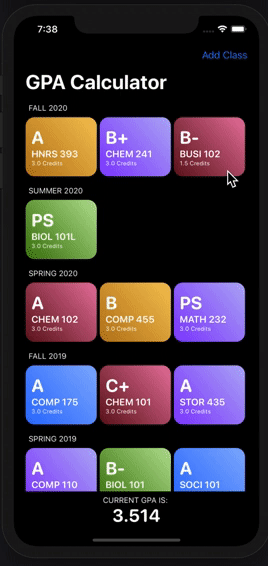 7:38
Add Class
GPA Calculator
FALL 2020
A B+ B-
HNRS 393 CHEM 241 BUSI 102
3.0 Credits 3.0 Credits 1.5 Credits
SUMMER 2020
PS
BIOL 101L
3.0 Credits
SPRING 2020
A B PS
CHEM 102 COMP 455 MATH 232
3.0 Credits 3.0 Credits 3.0 Credits
FALL 2019
A C+ A
COMP 175 CHEM 101 STOR 435
3.0 Credits 3.0 Credits 3.0 Credits
SPRING 2019
A B- A
COMP 110 BIOL 101 SOCI 101
CURRENT GPA IS:
3.514